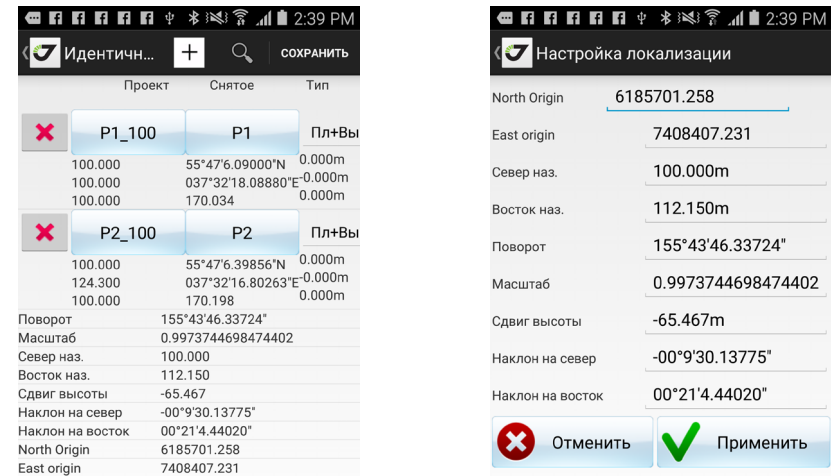 2:39 PM
Идентичн...
СОХРАНИТЬ
Проект Снятое Тип
P1_100 P1 Пл+Вы
100.000 55°47'6.09000"N 0.000m
100.000 037°32'18.08880"E -0.000m
100.000 170.034 0.000m
P2_100 P2 Пл+Вы
100.000 55°47'6.39856"N 0.000m
124.300 037°32'16.80263"E -0.000m
100.000 170.198 0.000m
Поворот 155°43'46.33724"
Масштаб 0.9973744698474402
Север наз. 100.000
Восток наз. 112.150
Сдвиг высоты -65.467
Наклон на север -00°9'30.13775"
Наклон на восток 00°21'4.44020"
North Origin 6185701.258
East origin 7408407.231
2:39 PM
Настройка локализации
North Origin 6185701.258
East origin 7408407.231
Север наз. 100.000m
Восток наз. 112.150m
Поворот 155°43'46.33724"
Масштаб 0.9973744698474402
Сдвиг высоты -65.467m
Наклон на север -00°9'30.13775"
Наклон на восток 00°21'4.44020"
Отменить Применить